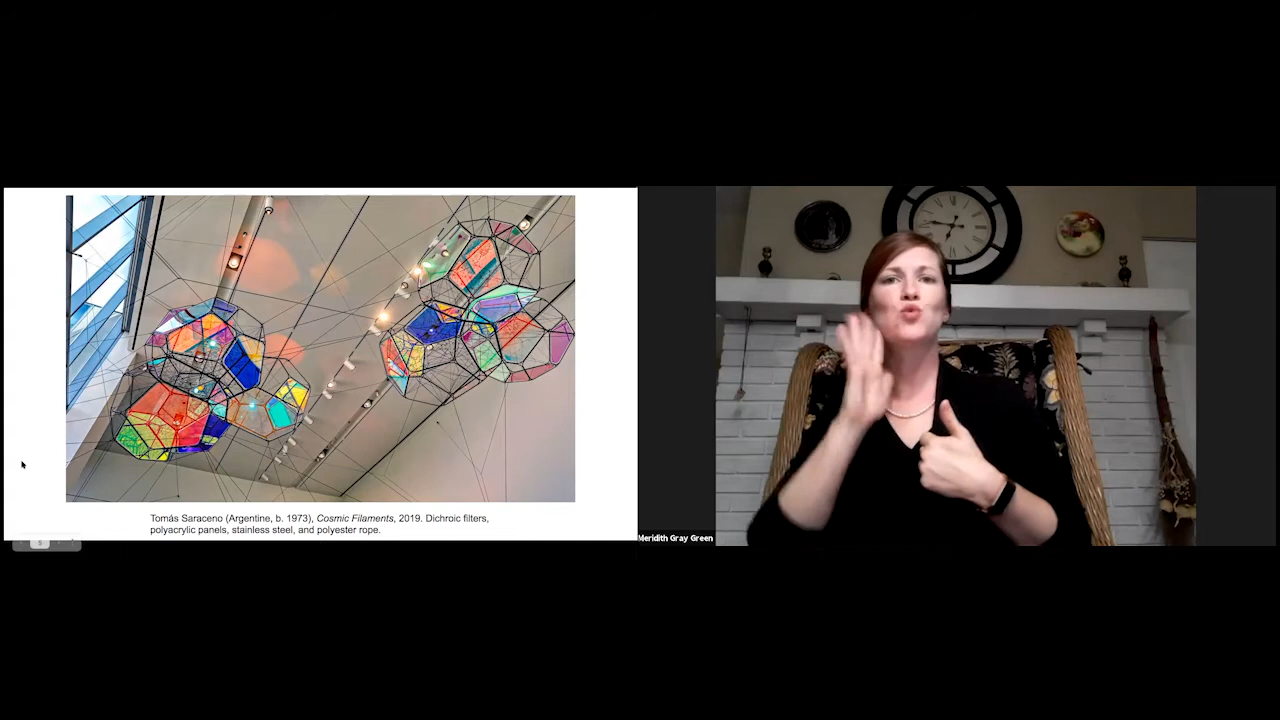 Tomás Saraceno (Argentine, b. 1973), Cosmic Filaments, 2019. Dichroic filters,
polyacrylic panels, stainless steel, and polyester rope.
Meridith Gray Green